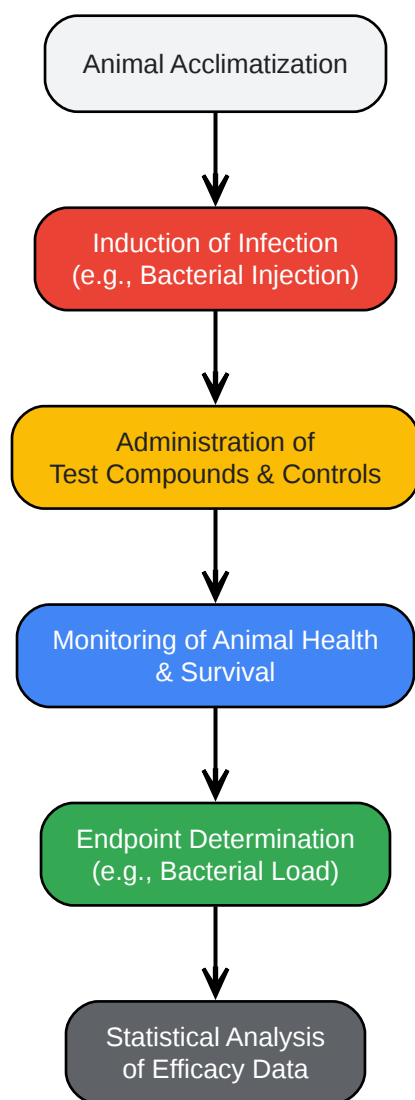 Animal Acclimatization
Induction of Infection
(e.g., Bacterial Injection)
Administration of
Test Compounds & Controls
Monitoring of Animal Health
& Survival
Endpoint Determination
(e.g., Bacterial Load)
Statistical Analysis
of Efficacy Data